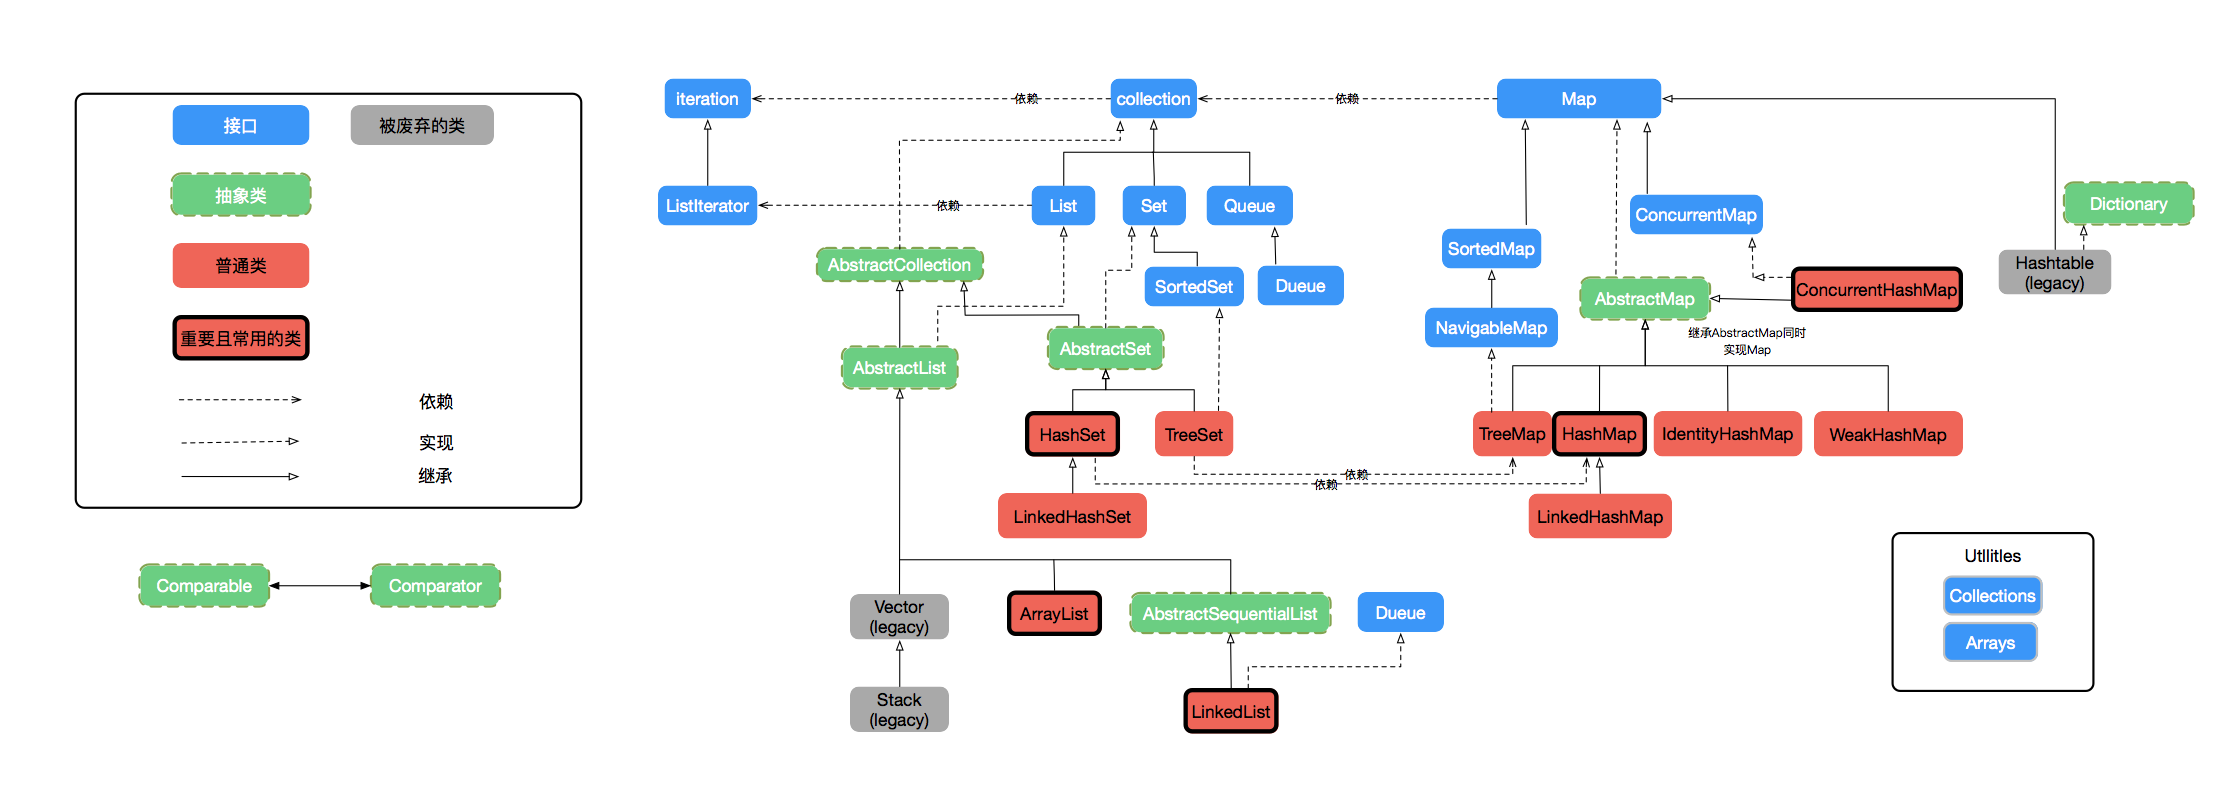 接口
被废弃的类
抽象类
普通类
重要且常用的类
依赖
实现
继承
Comparable
Comparator
iteration
依赖
collection
依赖
Map
ListIterator
依赖
List
Set
Queue
ConcurrentMap
Dictionary
SortedMap
AbstractCollection
SortedSet
Dueue
Hashtable
(legacy)
AbstractMap
ConcurrentHashMap
NavigableMap
继承AbstractMap同时
实现Map
AbstractList
AbstractSet
HashSet
TreeSet
TreeMap
HashMap
IdentityHashMap
WeakHashMap
依赖
依赖
LinkedHashSet
LinkedHashMap
Vector
(legacy)
ArrayList
AbstractSequentialList
Dueue
Stack
(legacy)
LinkedList
Utllitles
Collections
Arrays